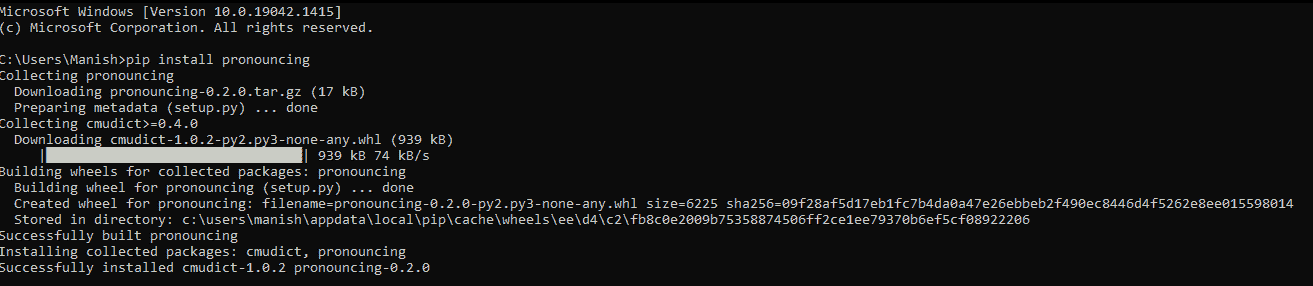 Microsoft Windows [Version 10.0.19042.1415]
(c) Microsoft Corporation. All rights reserved.
C:\Users\Manish>pip install pronouncing
Collecting pronouncing
Downloading pronouncing-0.2.0.tar.gz (17 kB)
Preparing metadata (setup.py) ... done
Collecting cmudict>=0.4.0
Downloading cmudict-1.0.2-py2.py3-none-any.whl (939 kB)
|████████████████████████████████| 939 kB 74 kB/s
Building wheels for collected packages: pronouncing
Building wheel for pronouncing (setup.py) ... done
Created wheel for pronouncing: filename=pronouncing-0.2.0-py2.py3-none-any.whl size=6225 sha256=09f28af5d17eb1fc7b4da0a47e26ebbeb2f490ec8446d4f5262e8ee015598014
Stored in directory: c:\users\manish\appdata\local\pip\cache\wheels\ee\d4\c2\fb8c0e2009b75358874506ff2ce1ee79370b6ef5cf08922206
Successfully built pronouncing
Installing collected packages: cmudict, pronouncing
Successfully installed cmudict-1.0.2 pronouncing-0.2.0